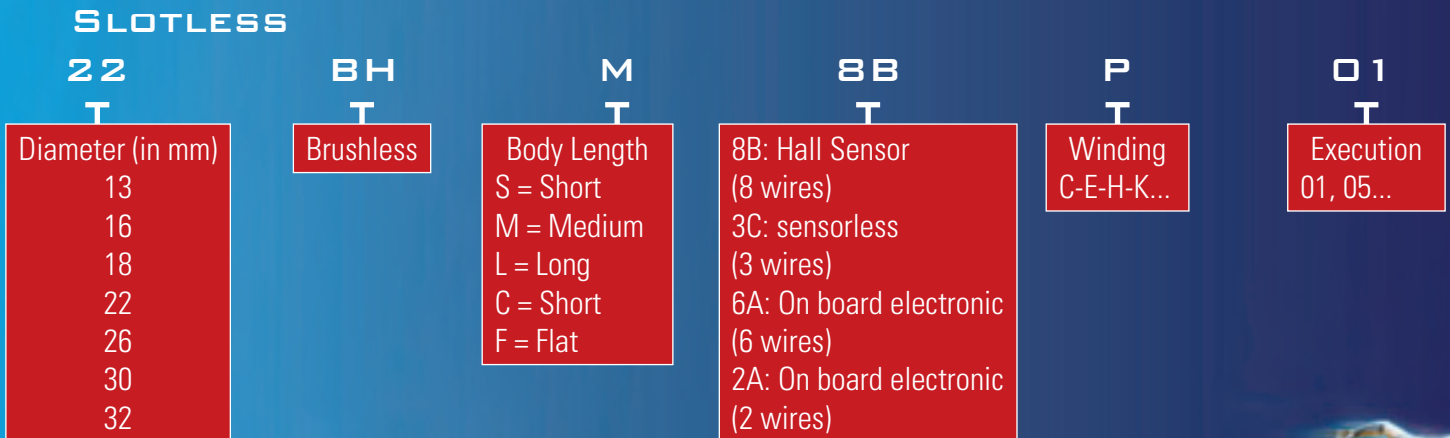 SLOTLESS
22 BH M 8B P 01
Diameter (in mm)
13
16
18
22
26
30
32
Brushless
Body Length
S = Short
M = Medium
L = Long
C = Short
F = Flat
8B: Hall Sensor
(8 wires)
3C: sensorless
(3 wires)
6A: On board electronic
(6 wires)
2A: On board electronic
(2 wires)
Winding
C-E-H-K...
Execution
01, 05...